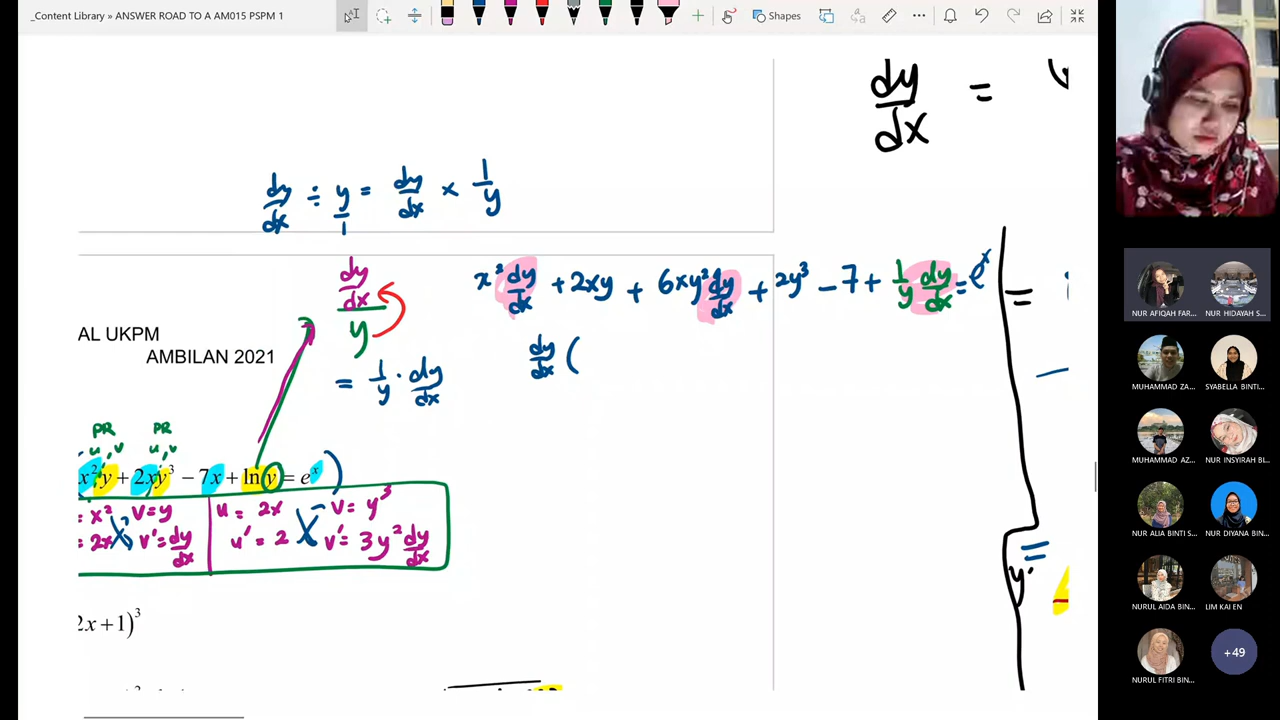 _Content Library » ANSWER ROAD TO A AM015 PSPM 1
Shapes
dy/dx =
dy/dx ÷ y/1 = dy/dx × 1/y
dy/dx / y
= 1/y · dy/dx
x² dy/dx + 2xy + 6xy² dy/dx + 2y³ − 7 + 1/y dy/dx = eˣ
dy/dx (
=
AL UKPM
AMBILAN 2021
PR PR
u, v u, v
x²y + 2xy³ − 7x + ln y = eˣ )
= x² v = y
= 2x v' = dy/dx
u = 2x v = y³
u' = 2 v' = 3y² dy/dx
2x + 1)³
=
y'
NUR AFIQAH FAR...
NUR HIDAYAH S...
MUHAMMAD ZA...
SYABELLA BINTI...
MUHAMMAD AZ...
NUR INSYIRAH BI...
NUR ALIA BINTI S...
NUR DIYANA BIN...
NURUL AIDA BIN...
LIM KAI EN
NURUL FITRI BIN...
+49